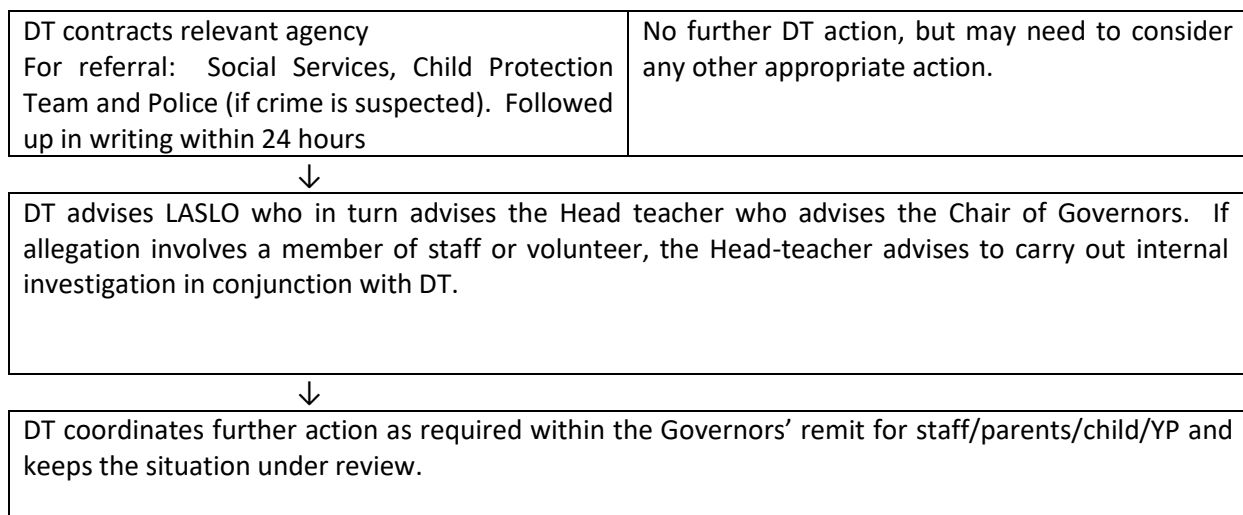 DT contracts relevant agency
For referral: Social Services, Child Protection
Team and Police (if crime is suspected). Followed
up in writing within 24 hours
No further DT action, but may need to consider
any other appropriate action.
↓
DT advises LASLO who in turn advises the Head teacher who advises the Chair of Governors. If
allegation involves a member of staff or volunteer, the Head-teacher advises to carry out internal
investigation in conjunction with DT.
↓
DT coordinates further action as required within the Governors’ remit for staff/parents/child/YP and
keeps the situation under review.